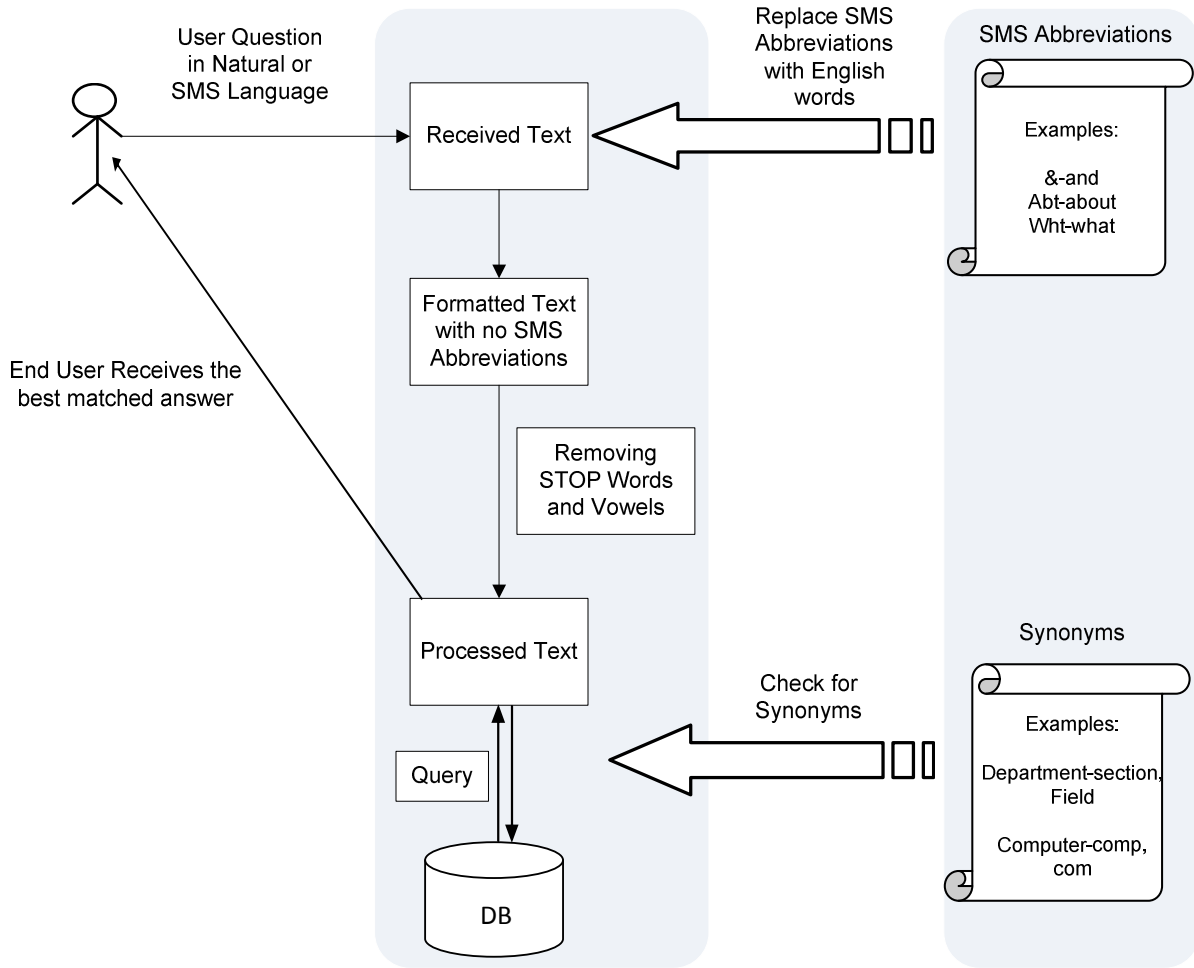 User Question
in Natural or
SMS Language
Replace SMS
Abbreviations
with English
words
SMS Abbreviations
Received Text
Examples:
&-and
Abt-about
Wht-what
Formatted Text
with no SMS
Abbreviations
End User Receives the
best matched answer
Removing
STOP Words
and Vowels
Processed Text
Synonyms
Check for
Synonyms
Examples:
Department-section,
Field
Computer-comp,
com
Query
DB